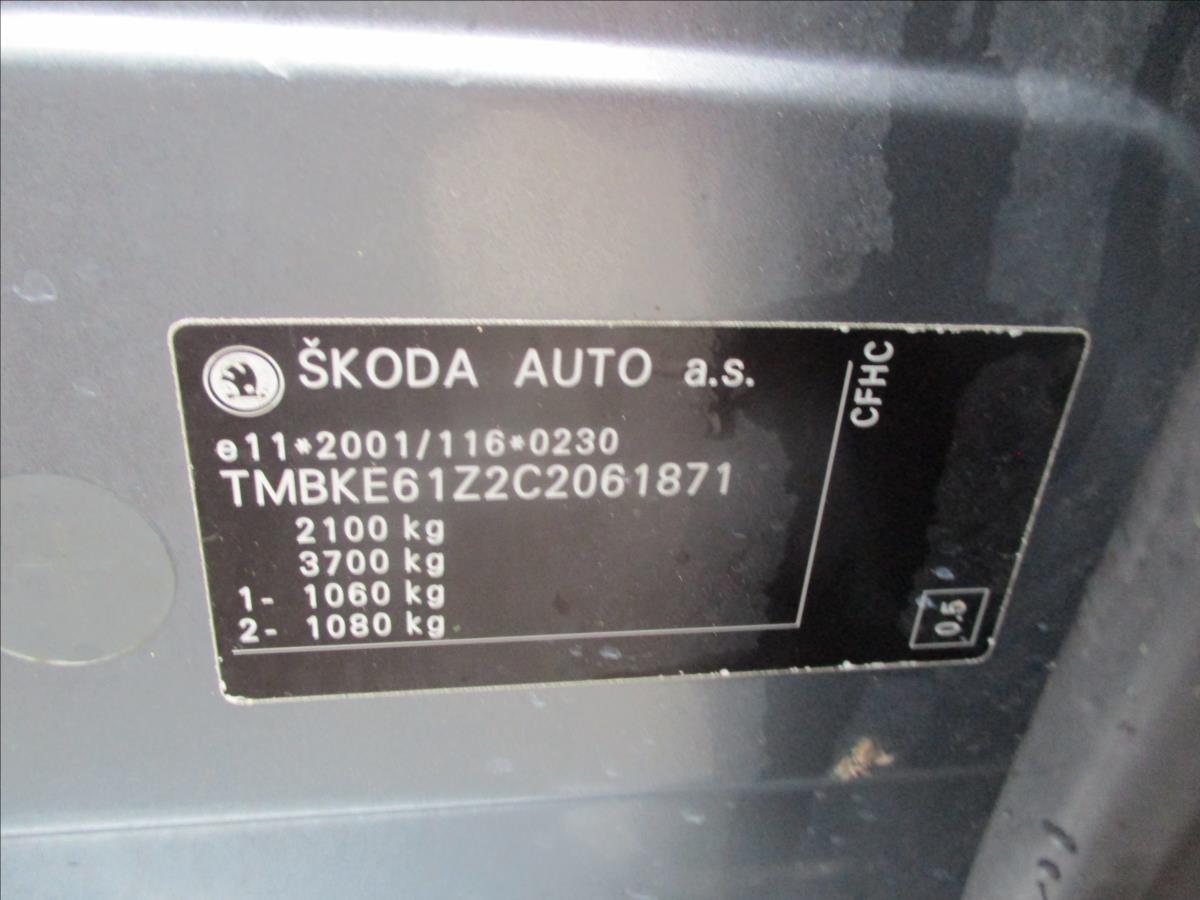 ŠKODA AUTO a.s.
e11*2001/116*0230
TMBKE61Z2C2061871
2100 kg
3700 kg
1- 1060 kg
2- 1080 kg
CFHC
0.5